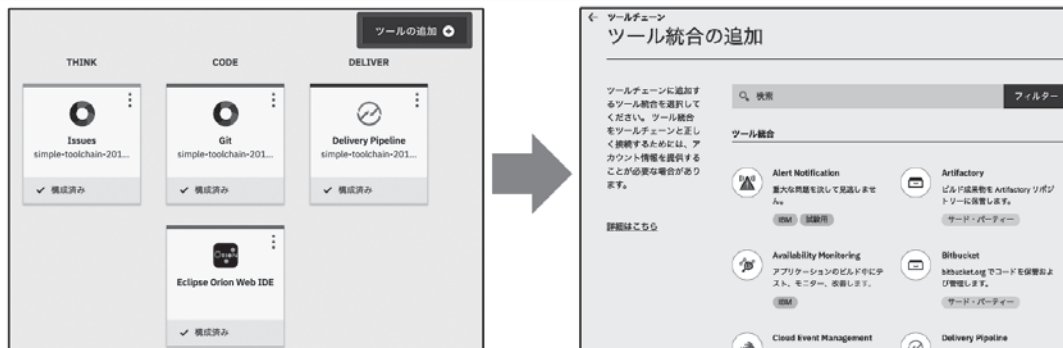 ツールの追加
THINK
CODE
DELIVER
Issues
simple-toolchain-201...
✓ 構成済み
Git
simple-toolchain-201...
✓ 構成済み
Delivery Pipeline
simple-toolchain-201...
✓ 構成済み
Eclipse Orion Web IDE
✓ 構成済み
← ツールチェーン
ツール統合の追加
ツールチェーンに追加す
るツール統合を選択して
ください。 ツール統合
をツールチェーンと正し
く接続するためには、ア
カウント情報を提供する
ことが必要な場合があり
ます。
詳細はこちら
検索
フィルター
ツール統合
Alert Notification
重大な問題を決して見逃しませ
ん。
IBM
試験用
Artifactory
ビルド成果物を Artifactory リポジ
トリーに保管します。
サード・パーティー
Availability Monitoring
アプリケーションのビルド中にテ
スト、モニター、改善します。
IBM
Bitbucket
bitbucket.org でコードを保管およ
び管理します。
サード・パーティー
Cloud Event Management
Delivery Pipeline